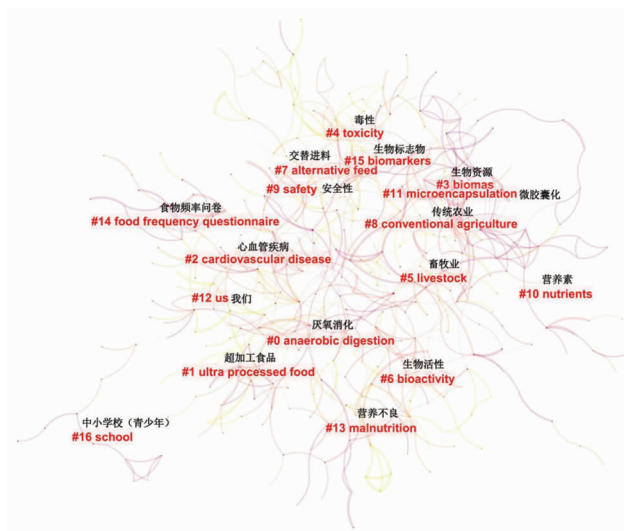 毒性
#4 toxicity
交替进料
#7 alternative feed
生物标志物
#15 biomarkers
#9 safety 安全性
生物资源
#3 biomas
#11 microencapsulation 微胶囊化
食物频率问卷
#14 food frequency questionnaire
传统农业
#8 conventional agriculture
心血管疾病
#2 cardiovascular disease
畜牧业
#5 livestock
营养素
#10 nutrients
#12 us 我们
厌氧消化
#0 anaerobic digestion
超加工食品
#1 ultra processed food
生物活性
#6 bioactivity
营养不良
#13 malnutrition
中小学校（青少年）
#16 school